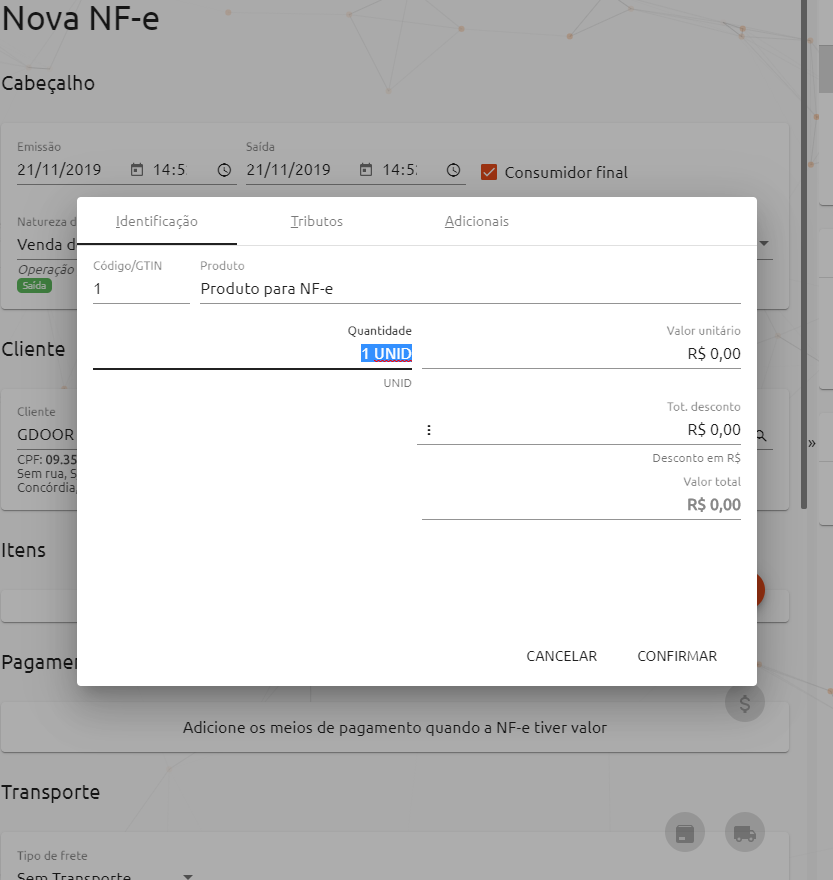 Nova NF-e
Cabeçalho
Emissão
Saída
21/11/2019
14:5
21/11/2019
14:5
Consumidor final
Natureza d
Venda d
Operação
Saída
Identificação
Tributos
Adicionais
Código/GTIN
Produto
1
Produto para NF-e
Quantidade
Valor unitário
1 UNID
R$ 0,00
UNID
Tot. desconto
R$ 0,00
Desconto em R$
Valor total
R$ 0,00
CANCELAR
CONFIRMAR
Cliente
Cliente
GDOOR
CPF: 09.35
Sem rua, S
Concórdia,
»
Itens
Pagamen
$
Adicione os meios de pagamento quando a NF-e tiver valor
Transporte
Tipo de frete
Sem Transporte